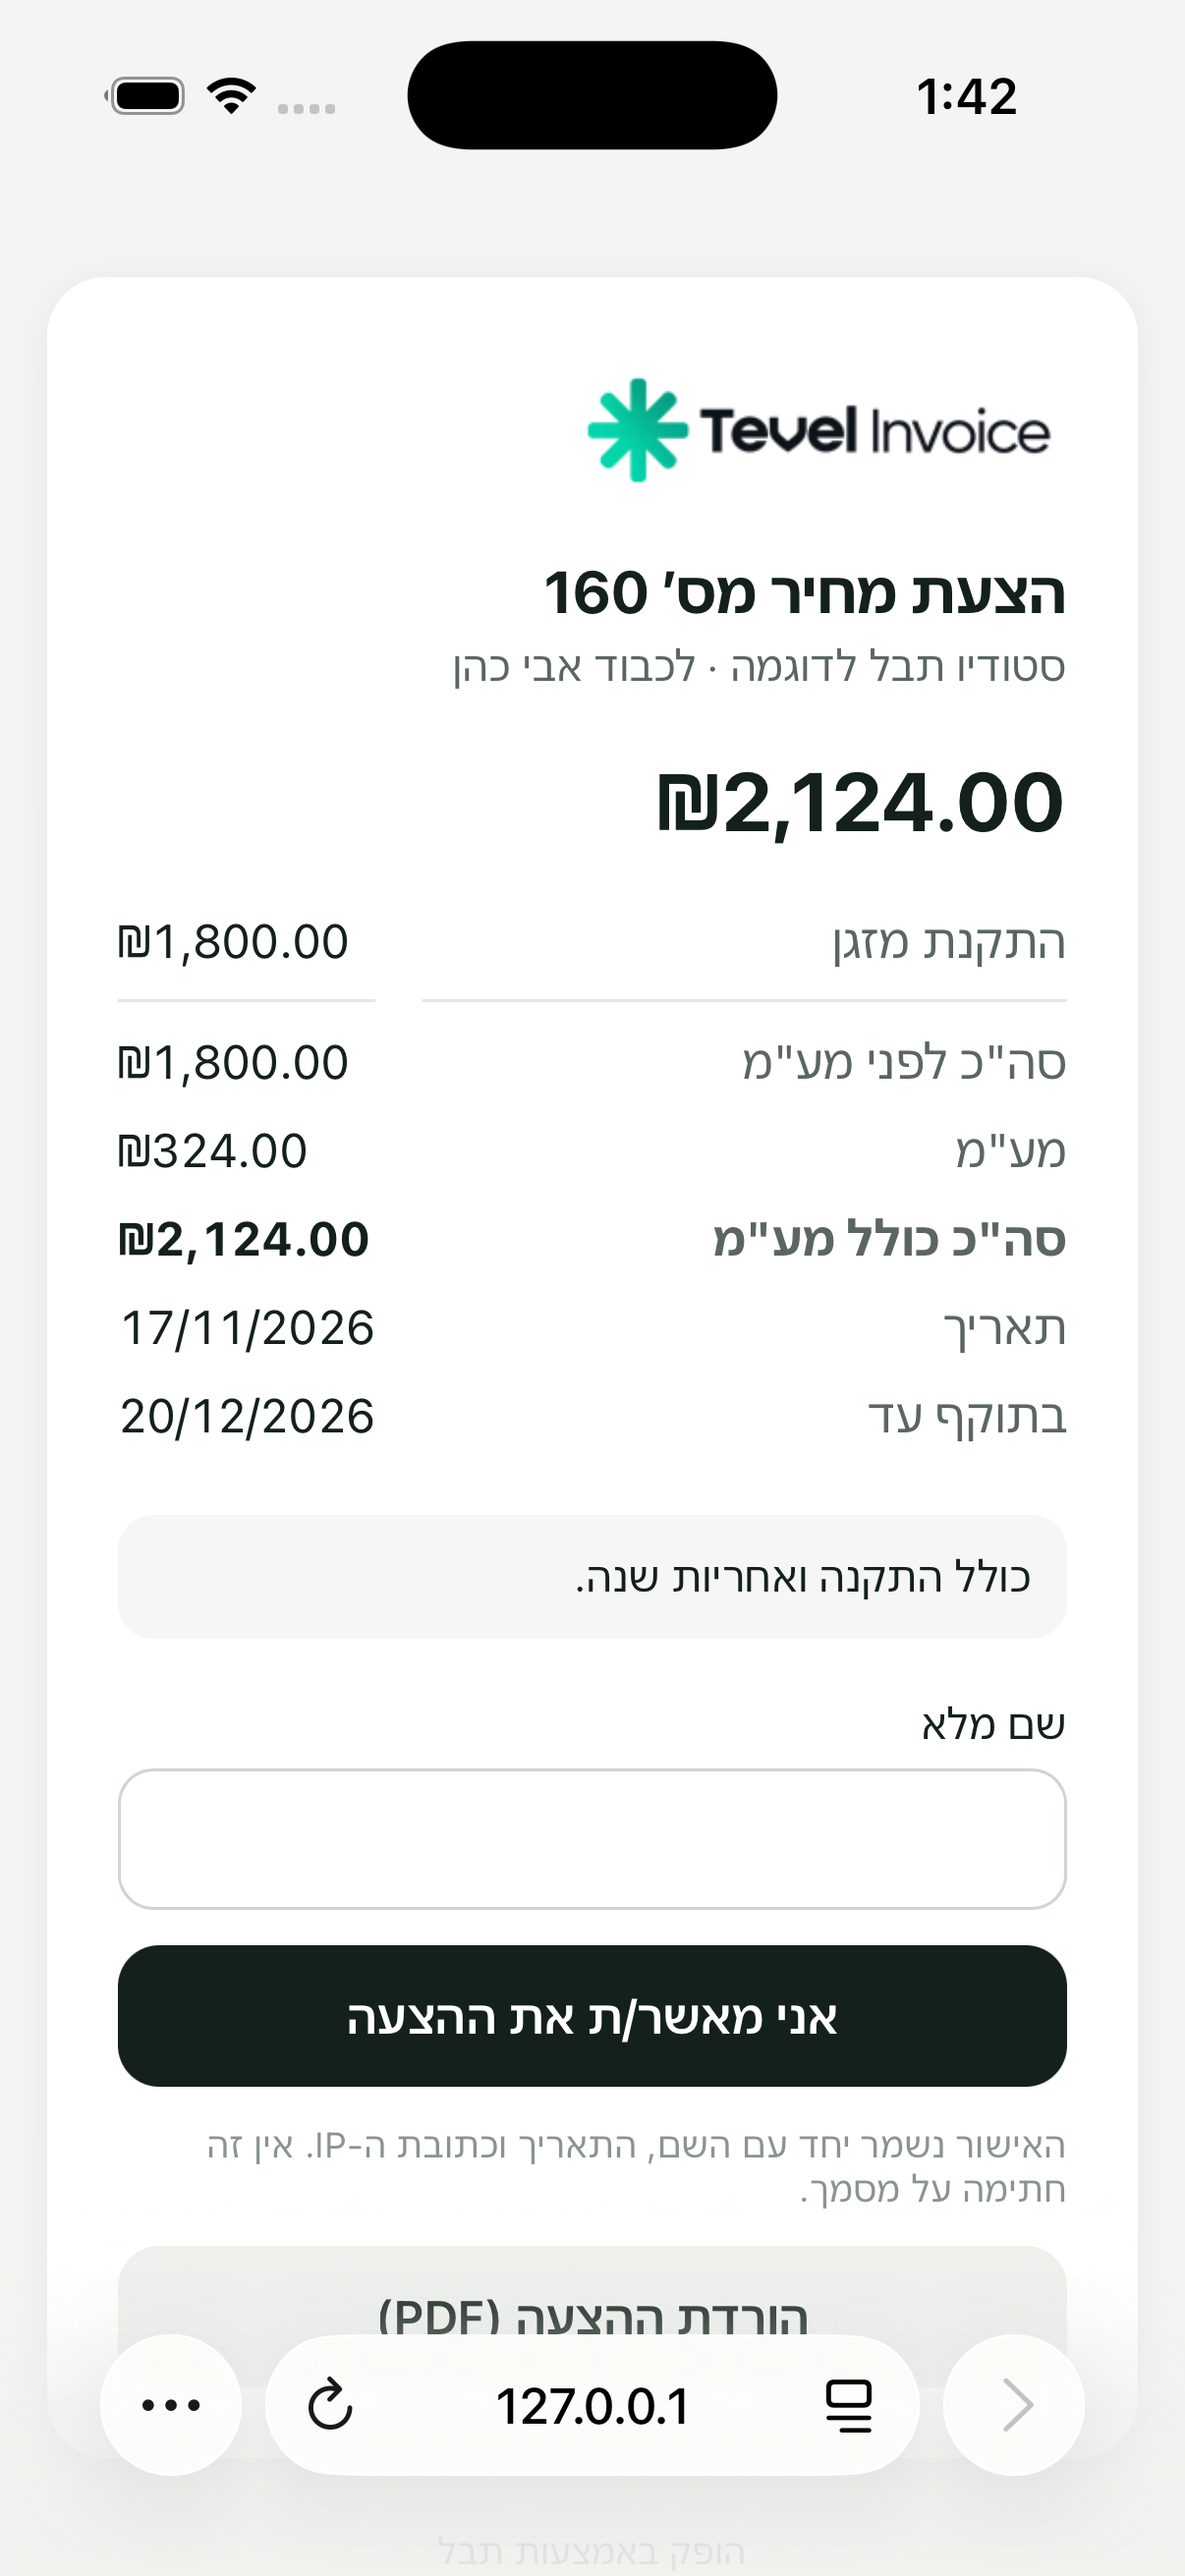 1:42
Tevel Invoice
הצעת מחיר מס' 160
סטודיו תבל לדוגמה · לכבוד אבי כהן
₪2,124.00
התקנת מזגן ₪1,800.00
סה"כ לפני מע"מ ₪1,800.00
מע"מ ₪324.00
סה"כ כולל מע"מ ₪2,124.00
תאריך 17/11/2026
בתוקף עד 20/12/2026
כולל התקנה ואחריות שנה.
שם מלא
אני מאשר/ת את ההצעה
האישור נשמר יחד עם השם, התאריך וכתובת ה-IP. אין זה
חתימה על מסמך.
הורדת ההצעה (PDF)
127.0.0.1
הופק באמצעות תבל